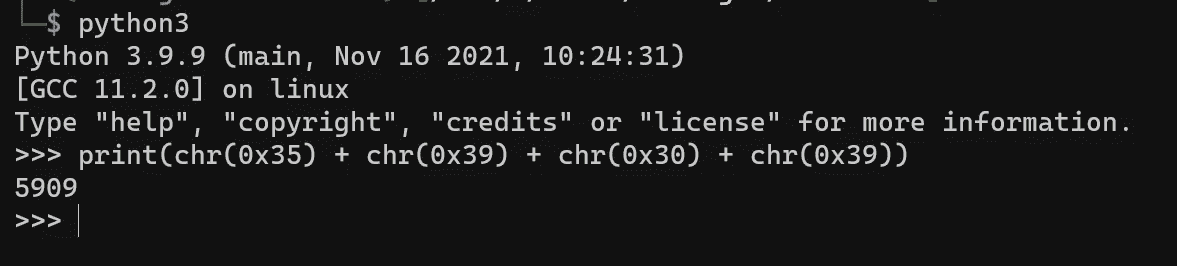 └─$ python3
Python 3.9.9 (main, Nov 16 2021, 10:24:31)
[GCC 11.2.0] on linux
Type "help", "copyright", "credits" or "license" for more information.
>>> print(chr(0x35) + chr(0x39) + chr(0x30) + chr(0x39))
5909
>>>